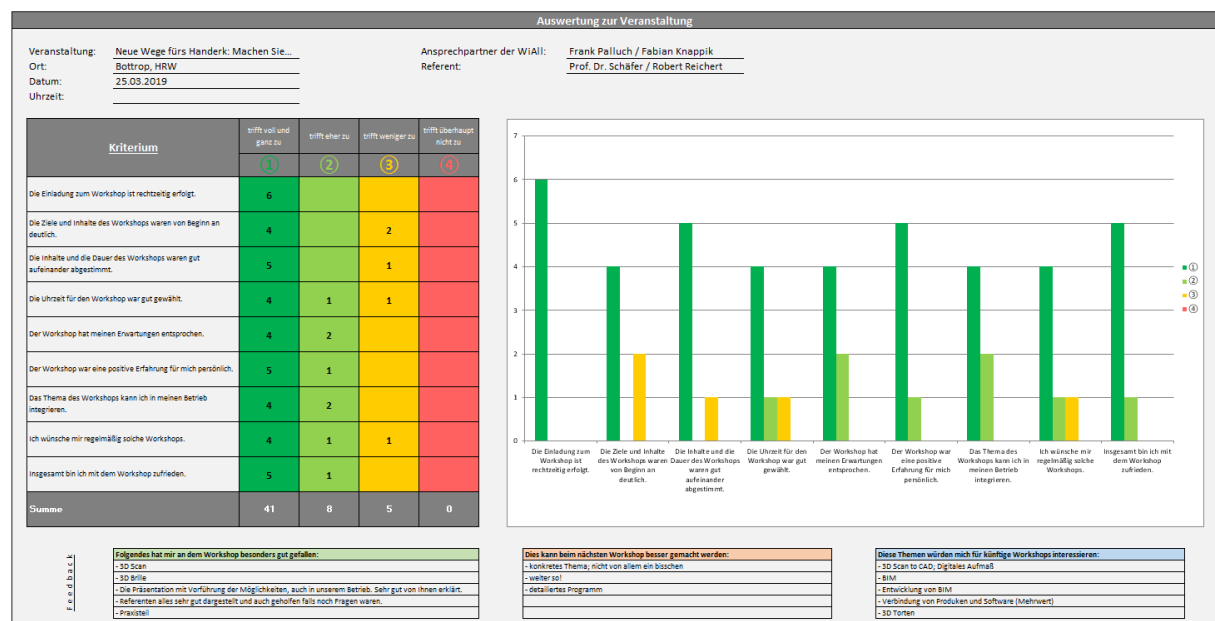 Auswertung zur Veranstaltung
Veranstaltung: Neue Wege fürs Handerk: Machen Sie...
Ansprechpartner der WiAll: Frank Palluch / Fabian Knappik
Ort: Bottrop, HRW
Referent: Prof. Dr. Schäfer / Robert Reichert
Datum: 25.03.2019
Uhrzeit:
Kriterium
trifft voll und
ganz zu
trifft eher zu
trifft weniger zu
trifft überhaupt
nicht zu
① ② ③ ④
Die Einladung zum Workshop ist rechtzeitig erfolgt. 6
Die Ziele und Inhalte des Workshops waren von Beginn an
deutlich. 4 2
Die Inhalte und die Dauer des Workshops waren gut
aufeinander abgestimmt. 5 1
Die Uhrzeit für den Workshop war gut gewählt. 4 1 1
Der Workshop hat meinen Erwartungen entsprochen. 4 2
Der Workshop war eine positive Erfahrung für mich persönlich. 5 1
Das Thema des Workshops kann ich in meinen Betrieb
integrieren. 4 2
Ich wünsche mir regelmäßig solche Workshops. 4 1 1
Insgesamt bin ich mit dem Workshop zufrieden. 5 1
Summe 41 8 5 0
7
6
5
4
3
2
1
0
Die Einladung zum
Workshop ist
rechtzeitig erfolgt.
Die Ziele und Inhalte
des Workshops waren
von Beginn an
deutlich.
Die Inhalte und die
Dauer des Workshops
waren gut
aufeinander
abgestimmt.
Die Uhrzeit für den
Workshop war gut
gewählt.
Der Workshop hat
meinen Erwartungen
entsprochen.
Der Workshop war
eine positive
Erfahrung für mich
persönlich.
Das Thema des
Workshops kann ich in
meinen Betrieb
integrieren.
Ich wünsche mir
regelmäßig solche
Workshops.
Insgesamt bin ich mit
dem Workshop
zufrieden.
①
②
③
④
Feedback
Folgendes hat mir an dem Workshop besonders gut gefallen:
- 3D Scan
- 3D Brille
- Die Präsentation mit Vorführung der Möglichkeiten, auch in unserem Betrieb. Sehr gut von Ihnen erklärt.
- Referenten alles sehr gut dargestellt und auch geholfen falls noch Fragen waren.
- Praxisteil
Dies kann beim nächsten Workshop besser gemacht werden:
- konkretes Thema; nicht von allem ein bisschen
- weiter so!
- detailiertes Programm
Diese Themen würden mich für künftige Workshops interessieren:
- 3D Scan to CAD; Digitales Aufmaß
- BIM
- Entwicklung von BIM
- Verbindung von Produken und Software (Mehrwert)
- 3D Torten